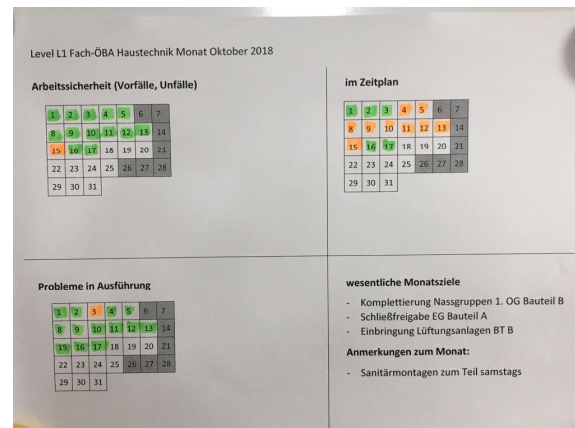 Level L1 Fach-ÖBA Haustechnik Monat Oktober 2018
Arbeitssicherheit (Vorfälle, Unfälle)
1 2 3 4 5 6 7
8 9 10 11 12 13 14
15 16 17 18 19 20 21
22 23 24 25 26 27 28
29 30 31
im Zeitplan
1 2 3 4 5 6 7
8 9 10 11 12 13 14
15 16 17 18 19 20 21
22 23 24 25 26 27 28
29 30 31
Probleme in Ausführung
1 2 3 4 5 6 7
8 9 10 11 12 13 14
15 16 17 18 19 20 21
22 23 24 25 26 27 28
29 30 31
wesentliche Monatsziele
- Komplettierung Nassgruppen 1. OG Bauteil B
- Schließfreigabe EG Bauteil A
- Einbringung Lüftungsanlagen BT B
Anmerkungen zum Monat:
- Sanitärmontagen zum Teil samstags